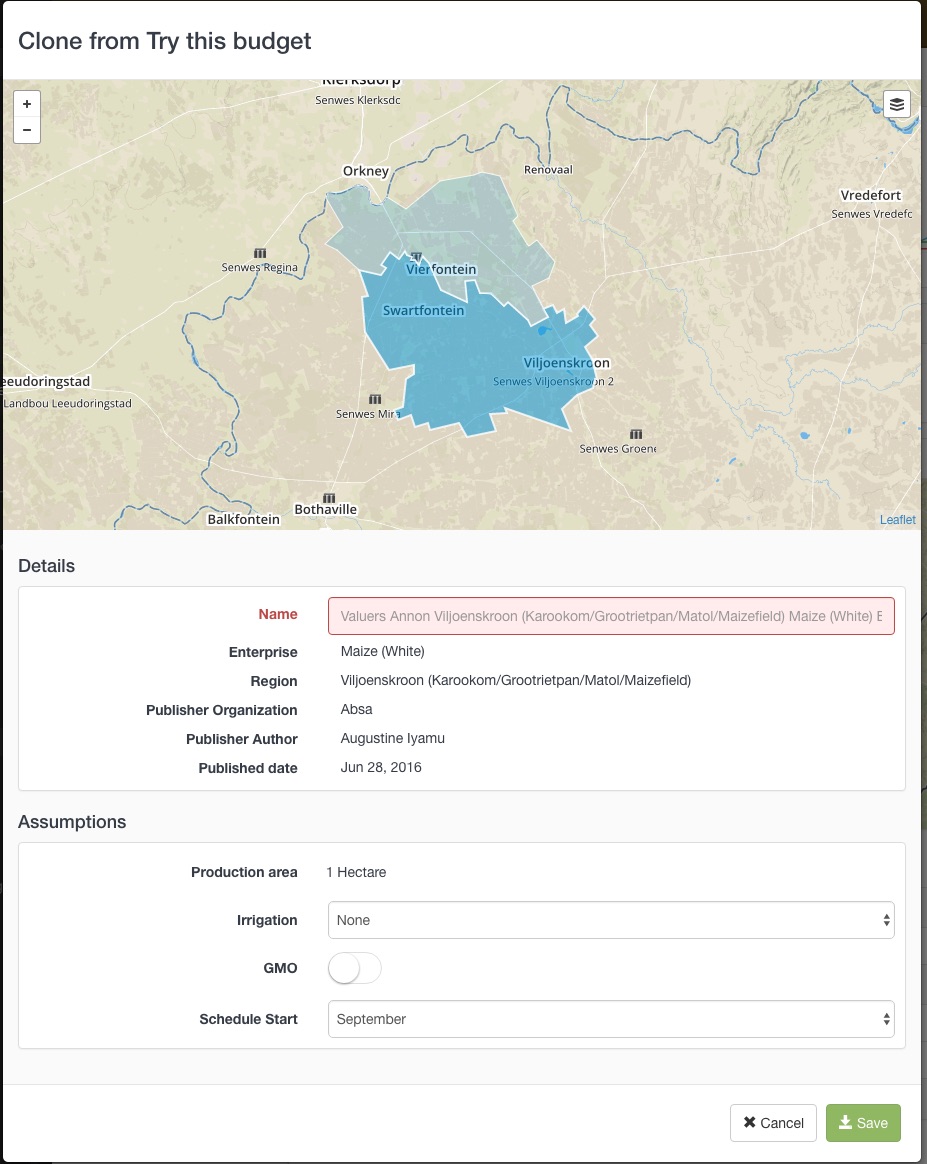 Clone from Try this budget
+
−
Klerksdorp
Senwes Klerksdc
Orkney
Renovaal
Vredefort
Senwes Vredefc
Senwes Regina
Vierfontein
Swartfontein
Viljoenskroon
Senwes Viljoenskroon 2
eeudoringstad
Landbou Leeudoringstad
Senwes Mira
Senwes Groene
Bothaville
Balkfontein
Leaflet
Details
Name Valuers Annon Viljoenskroon (Karookom/Grootrietpan/Matol/Maizefield) Maize (White) E
Enterprise Maize (White)
Region Viljoenskroon (Karookom/Grootrietpan/Matol/Maizefield)
Publisher Organization Absa
Publisher Author Augustine Iyamu
Published date Jun 28, 2016
Assumptions
Production area 1 Hectare
Irrigation None
GMO
Schedule Start September
Cancel Save